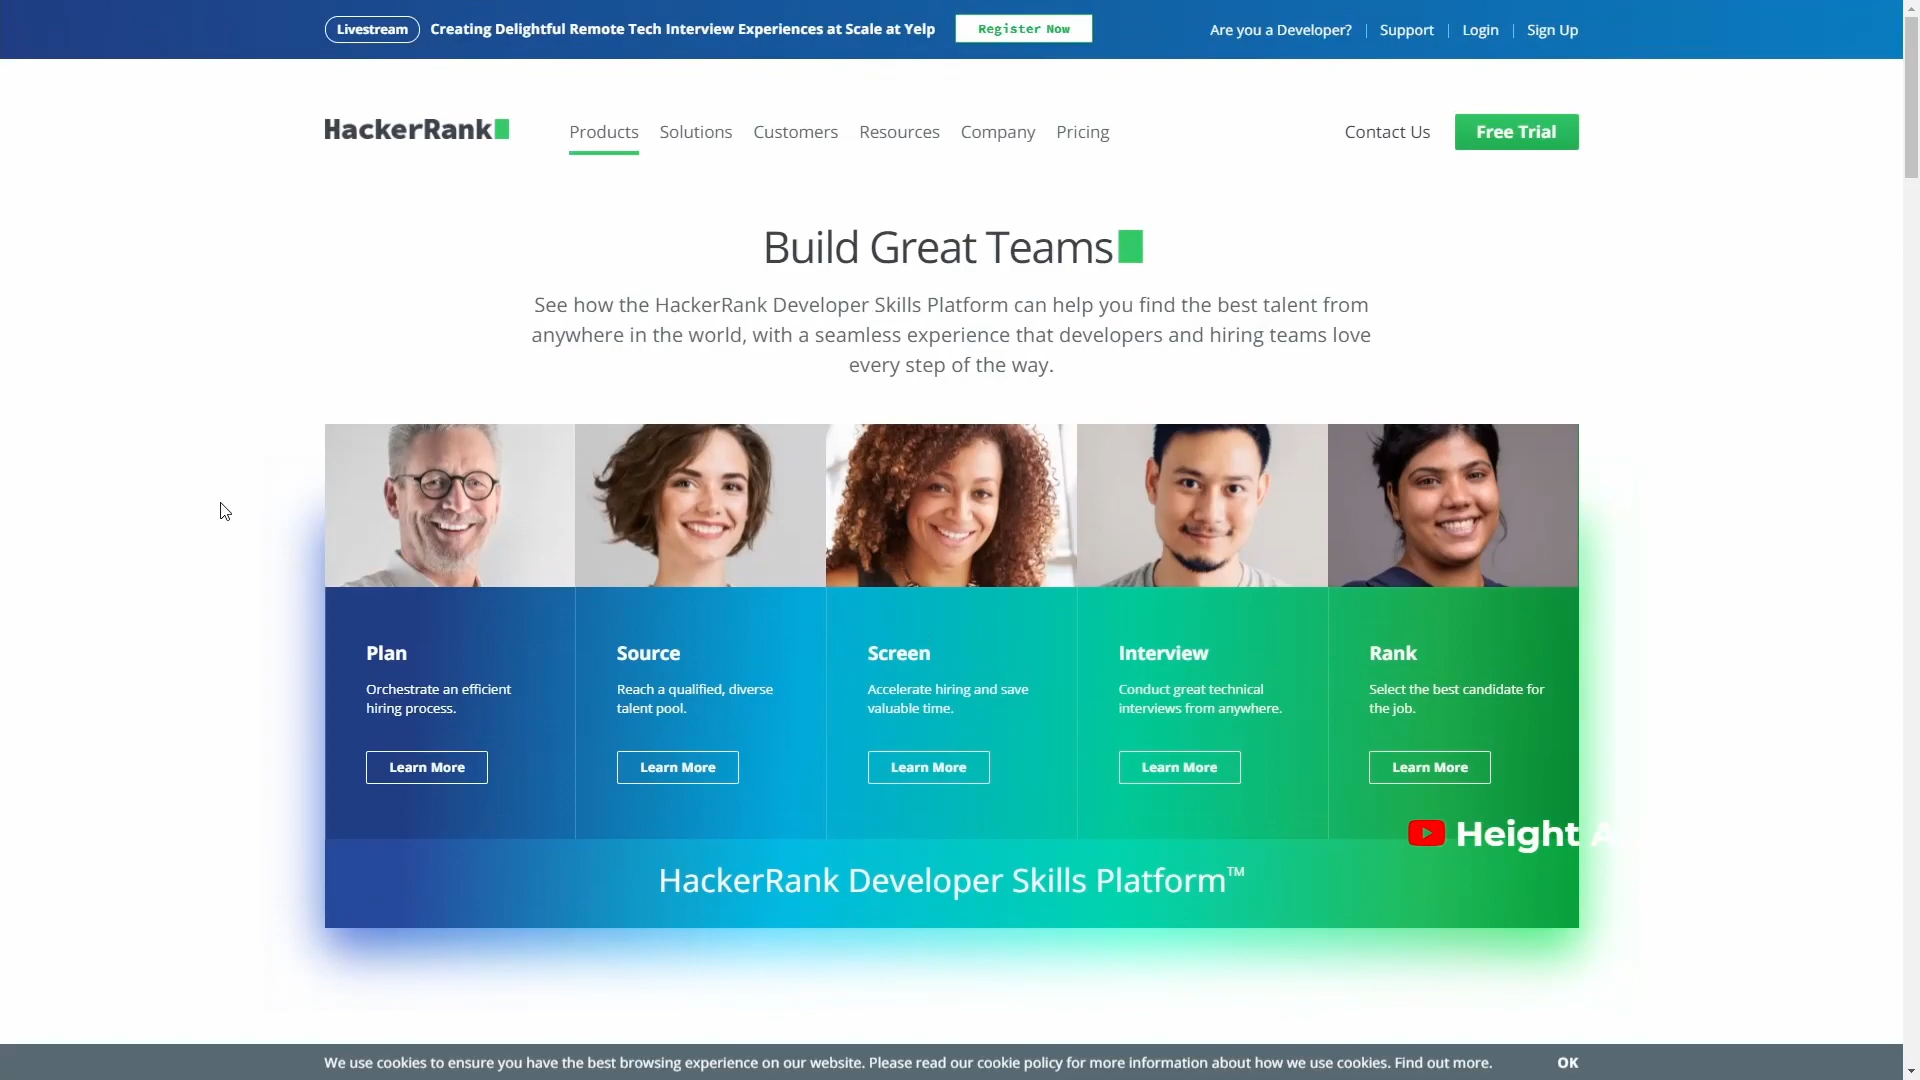 Livestream Creating Delightful Remote Tech Interview Experiences at Scale at Yelp Register Now Are you a Developer? Support Login Sign Up
HackerRank Products Solutions Customers Resources Company Pricing Contact Us Free Trial
Build Great Teams
See how the HackerRank Developer Skills Platform can help you find the best talent from
anywhere in the world, with a seamless experience that developers and hiring teams love
every step of the way.
Plan
Orchestrate an efficient
hiring process.
Learn More
Source
Reach a qualified, diverse
talent pool.
Learn More
Screen
Accelerate hiring and save
valuable time.
Learn More
Interview
Conduct great technical
interviews from anywhere.
Learn More
Rank
Select the best candidate for
the job.
Learn More
Height
HackerRank Developer Skills Platform™
We use cookies to ensure you have the best browsing experience on our website. Please read our cookie policy for more information about how we use cookies. Find out more. OK